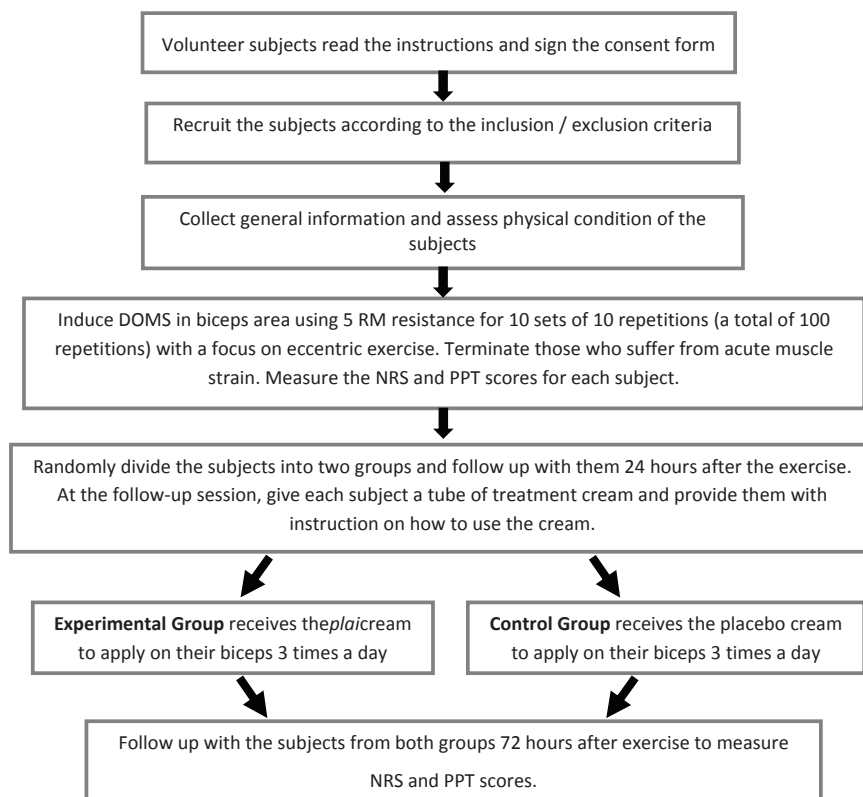 Volunteer subjects read the instructions and sign the consent form
Recruit the subjects according to the inclusion / exclusion criteria
Collect general information and assess physical condition of the
subjects
Induce DOMS in biceps area using 5 RM resistance for 10 sets of 10 repetitions (a total of 100
repetitions) with a focus on eccentric exercise. Terminate those who suffer from acute muscle
strain. Measure the NRS and PPT scores for each subject.
Randomly divide the subjects into two groups and follow up with them 24 hours after the exercise.
At the follow-up session, give each subject a tube of treatment cream and provide them with
instruction on how to use the cream.
Experimental Group receives theplaicream
to apply on their biceps 3 times a day
Control Group receives the placebo cream
to apply on their biceps 3 times a day
Follow up with the subjects from both groups 72 hours after exercise to measure
NRS and PPT scores.